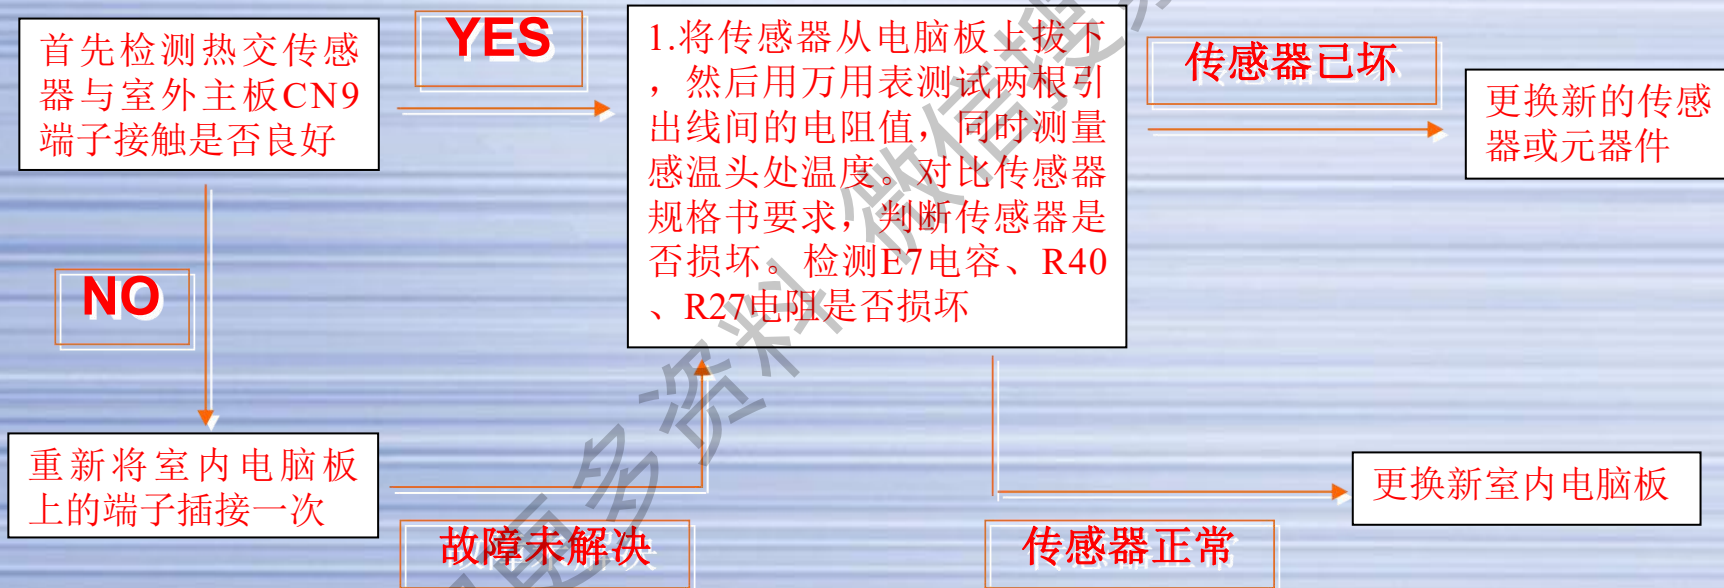 首先检测热交传感
器与室外主板CN9
端子接触是否良好
YES
1.将传感器从电脑板上拔下
，然后用万用表测试两根引
出线间的电阻值，同时测量
感温头处温度。对比传感器
规格书要求，判断传感器是
否损坏。检测E7电容、R40
、R27电阻是否损坏
传感器已坏
更换新的传感
器或元器件
NO
重新将室内电脑板
上的端子插接一次
故障未解决
传感器正常
更换新室内电脑板
更多资料 微信搜